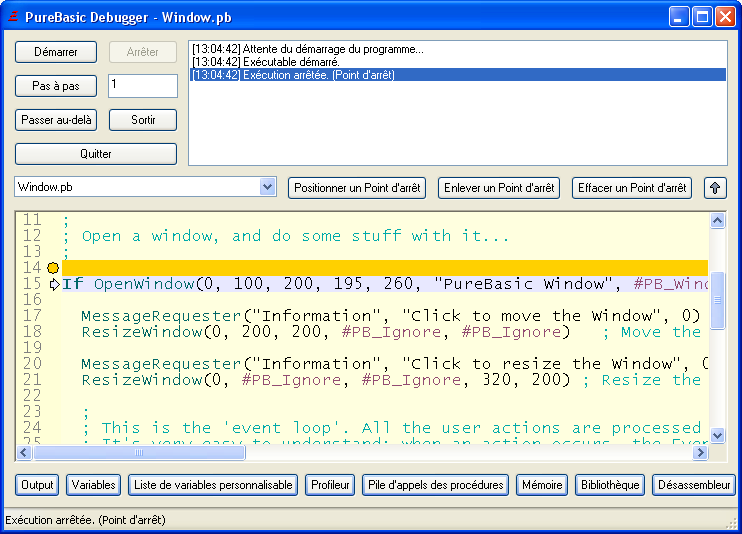 PureBasic Debugger - Window.pb
Démarrer
Arrêter
Pas à pas
1
Passer au-delà
Sortir
Quitter
[13:04:42] Attente du démarrage du programme...
[13:04:42] Exécutable démarré.
[13:04:42] Exécution arrêtée. (Point d'arrêt)
Window.pb
Positionner un Point d'arrêt
Enlever un Point d'arrêt
Effacer un Point d'arrêt
11 ;
12 ; Open a window, and do some stuff with it...
13 ;
14
15 If OpenWindow(0, 100, 200, 195, 260, "PureBasic Window", #PB_Wind
16
17 MessageRequester("Information", "Click to move the Window", 0)
18 ResizeWindow(0, 200, 200, #PB_Ignore, #PB_Ignore) ; Move the
19
20 MessageRequester("Information", "Click to resize the Window", 0
21 ResizeWindow(0, #PB_Ignore, #PB_Ignore, 320, 200) ; Resize the
22
23 ;
24 ; This is the 'event loop'. All the user actions are processed
25 ; It's very easy to understand: when an action occurs, the Even
Output
Variables
Liste de variables personnalisable
Profileur
Pile d'appels des procédures
Mémoire
Bibliothèque
Désassembleur
Exécution arrêtée. (Point d'arrêt)